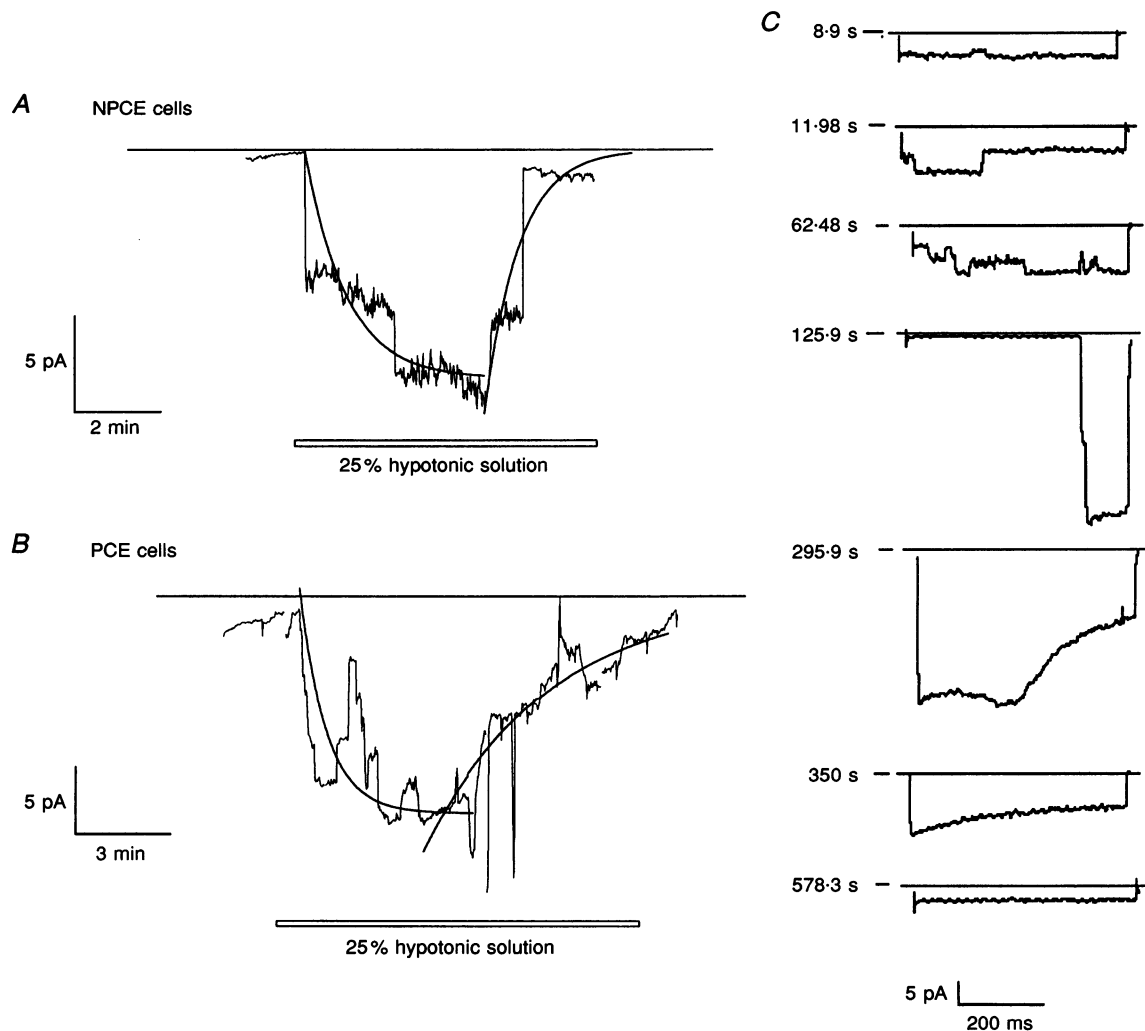 A
NPCE cells
5 pA
2 min
25% hypotonic solution
B
PCE cells
5 pA
3 min
25% hypotonic solution
C
8·9 s
11·98 s
62·48 s
125·9 s
295·9 s
350 s
578·3 s
5 pA
200 ms